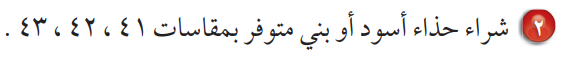 ٢ شراء حذاء أسود أو بني متوفر بمقاسات ٤١ ، ٤٢ ، ٤٣ .